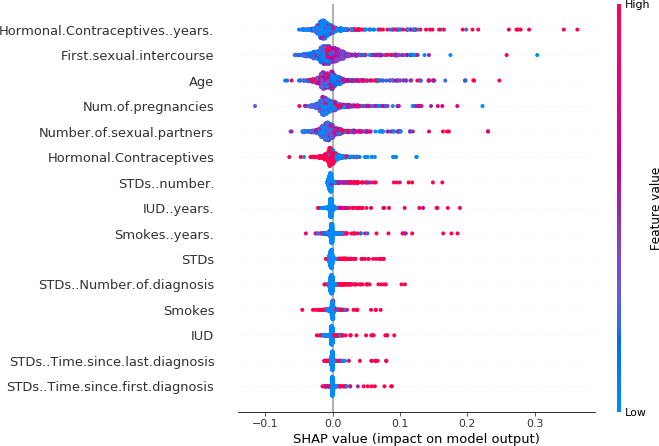 High
Hormonal.Contraceptives..years.
First.sexual.intercourse
Age
Num.of.pregnancies
Number.of.sexual.partners
Hormonal.Contraceptives
STDs..number.
IUD..years.
Smokes..years.
STDs
STDs..Number.of.diagnosis
Smokes
IUD
STDs..Time.since.last.diagnosis
STDs..Time.since.first.diagnosis
Feature value
Low
−0.1 0.0 0.1 0.2 0.3
SHAP value (impact on model output)